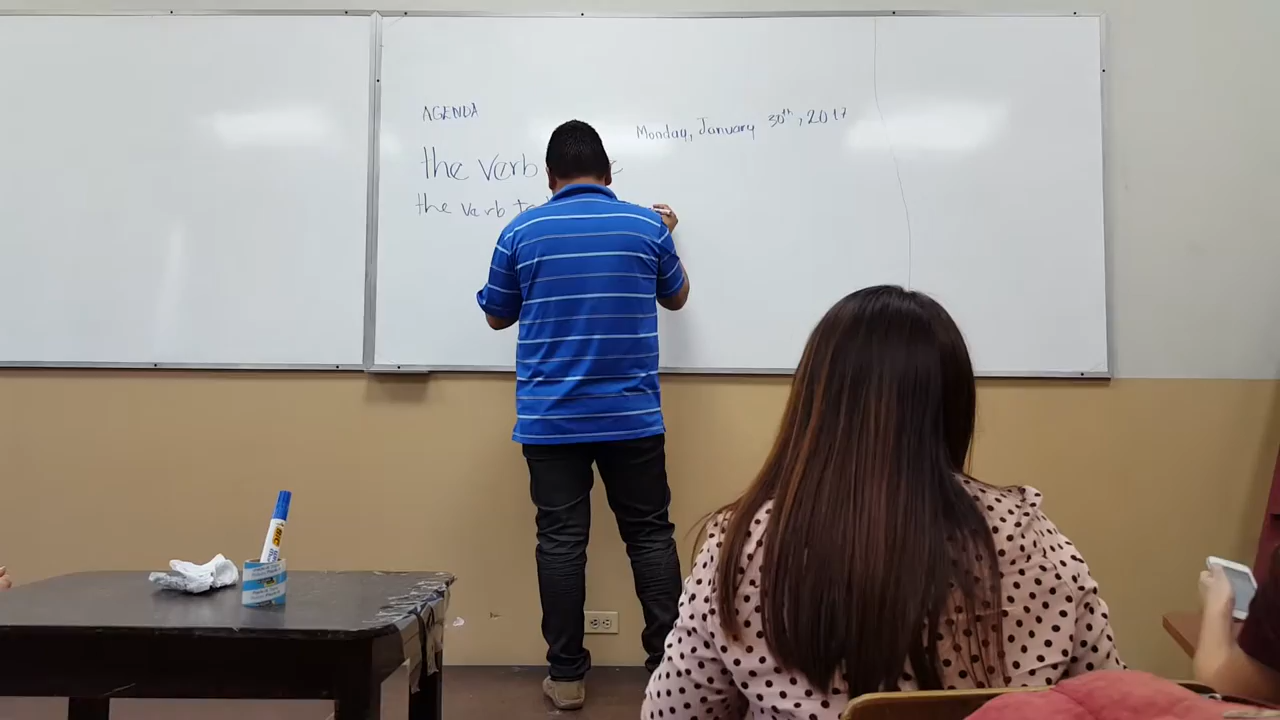 AGENDA
Monday, January 30th, 2017
the verb
the verb to